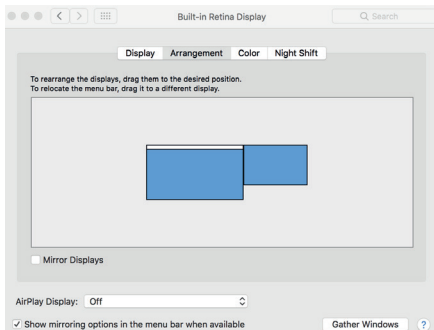 Built-in Retina Display
Search
Display Arrangement Color Night Shift
To rearrange the displays, drag them to the desired position.
To relocate the menu bar, drag it to a different display.
Mirror Displays
AirPlay Display: Off
Show mirroring options in the menu bar when available
Gather Windows ?